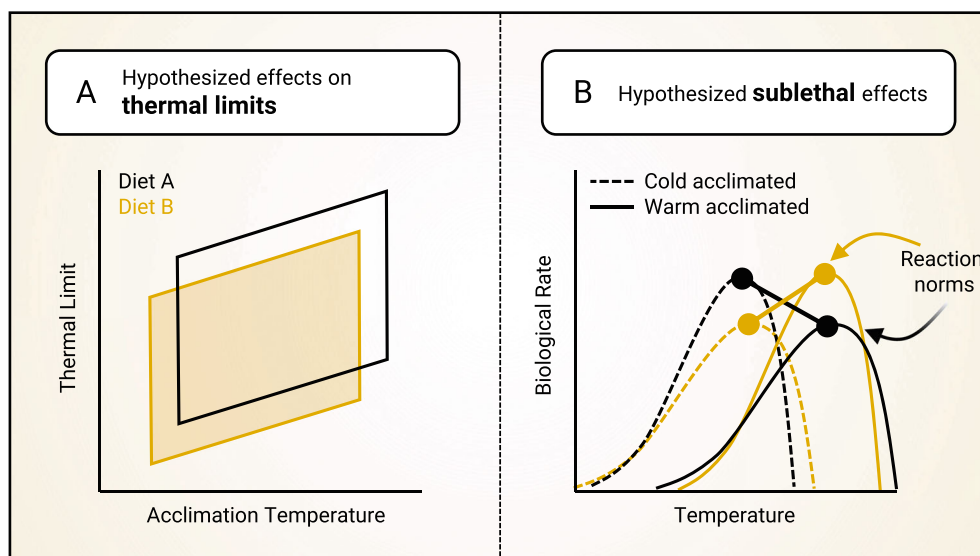 A
Hypothesized effects on
thermal limits
Diet A
Diet B
Thermal Limit
Acclimation Temperature
B
Hypothesized sublethal effects
Cold acclimated
Warm acclimated
Biological Rate
Reaction
norms
Temperature